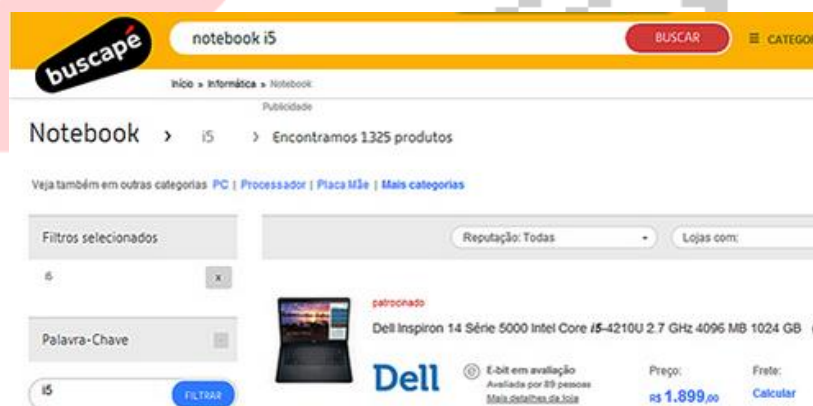 buscapé
notebook i5
BUSCAR
≡ CATEGOR
Início » Informática » Notebook
Publicidade
Notebook › i5 › Encontramos 1325 produtos
Veja também em outras categorias PC | Processador | Placa Mãe | Mais categorias
Filtros selecionados
i5 x
Palavra-Chave
i5 FILTRAR
Reputação: Todas
Lojas com:
patrocinado
Dell Inspiron 14 Série 5000 Intel Core i5-4210U 2.7 GHz 4096 MB 1024 GB
Dell
E-bit em avaliação
Avaliada por 89 pessoas
Mais detalhes da loja
Preço:
R$ 1.899,00
Frete:
Calcular